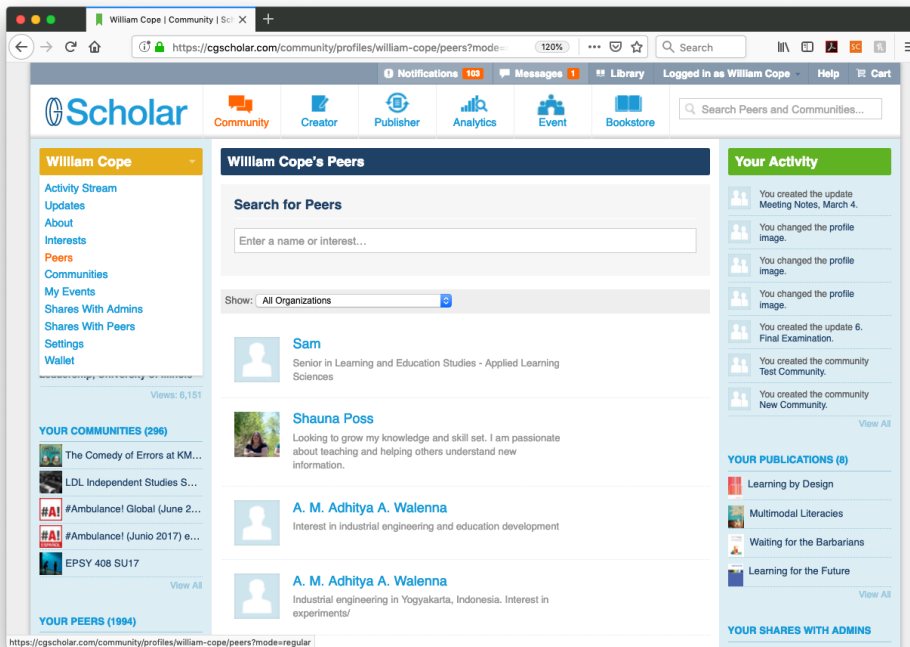 William Cope | Community | Sch
https://cgscholar.com/community/profiles/william-cope/peers?mode=
120%
Search
Notifications 103
Messages 1
Library
Logged in as William Cope
Help
Cart
Scholar
Community
Creator
Publisher
Analytics
Event
Bookstore
Search Peers and Communities...
William Cope
Activity Stream
Updates
About
Interests
Peers
Communities
My Events
Shares With Admins
Shares With Peers
Settings
Wallet
Views: 6,151
YOUR COMMUNITIES (296)
The Comedy of Errors at KM...
LDL Independent Studies S...
#A! #Ambulance! Global (June 2...
#A! #Ambulance! (Junio 2017) e...
EPSY 408 SU17
View All
YOUR PEERS (1994)
William Cope's Peers
Search for Peers
Enter a name or interest...
Show: All Organizations
Sam
Senior in Learning and Education Studies - Applied Learning
Sciences
Shauna Poss
Looking to grow my knowledge and skill set. I am passionate
about teaching and helping others understand new
information.
A. M. Adhitya A. Walenna
Interest in industrial engineering and education development
A. M. Adhitya A. Walenna
Industrial engineering in Yogyakarta, Indonesia. Interest in
experiments/
Your Activity
You created the update
Meeting Notes, March 4.
You changed the profile
image.
You changed the profile
image.
You changed the profile
image.
You created the update 6.
Final Examination.
You created the community
Test Community.
You created the community
New Community.
View All
YOUR PUBLICATIONS (8)
Learning by Design
Multimodal Literacies
Waiting for the Barbarians
Learning for the Future
View All
YOUR SHARES WITH ADMINS
https://cgscholar.com/community/profiles/william-cope/peers?mode=regular